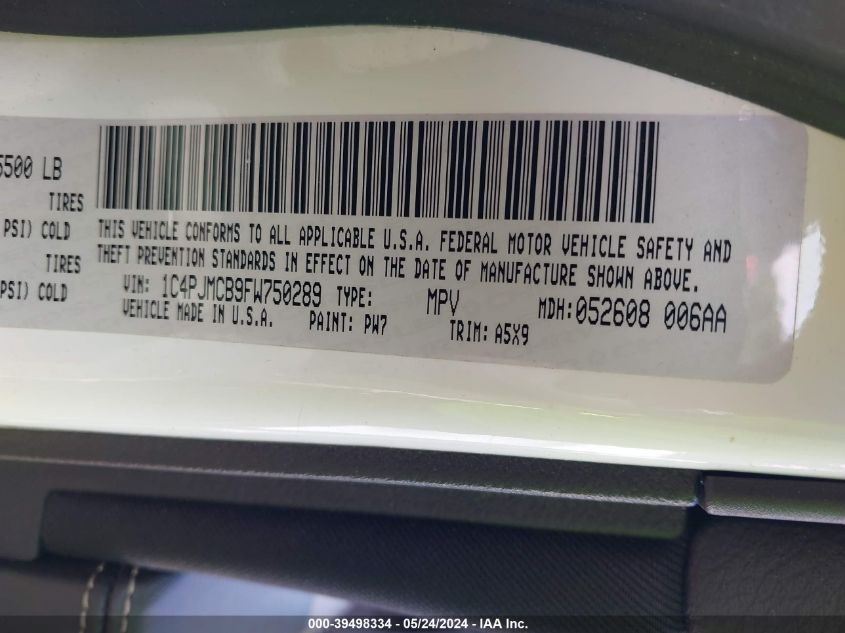 5500 LB
TIRES
PSI) COLD
TIRES
PSI) COLD
THIS VEHICLE CONFORMS TO ALL APPLICABLE U.S.A. FEDERAL MOTOR VEHICLE SAFETY AND
THEFT PREVENTION STANDARDS IN EFFECT ON THE DATE OF MANUFACTURE SHOWN ABOVE.
VIN: 1C4PJMCB9FW750289 TYPE: MPV MDH:052608 006AA
VEHICLE MADE IN U.S.A. PAINT: PW7 TRIM: A5X9
000-39498334 / 05/24/2024 - IAA Inc.